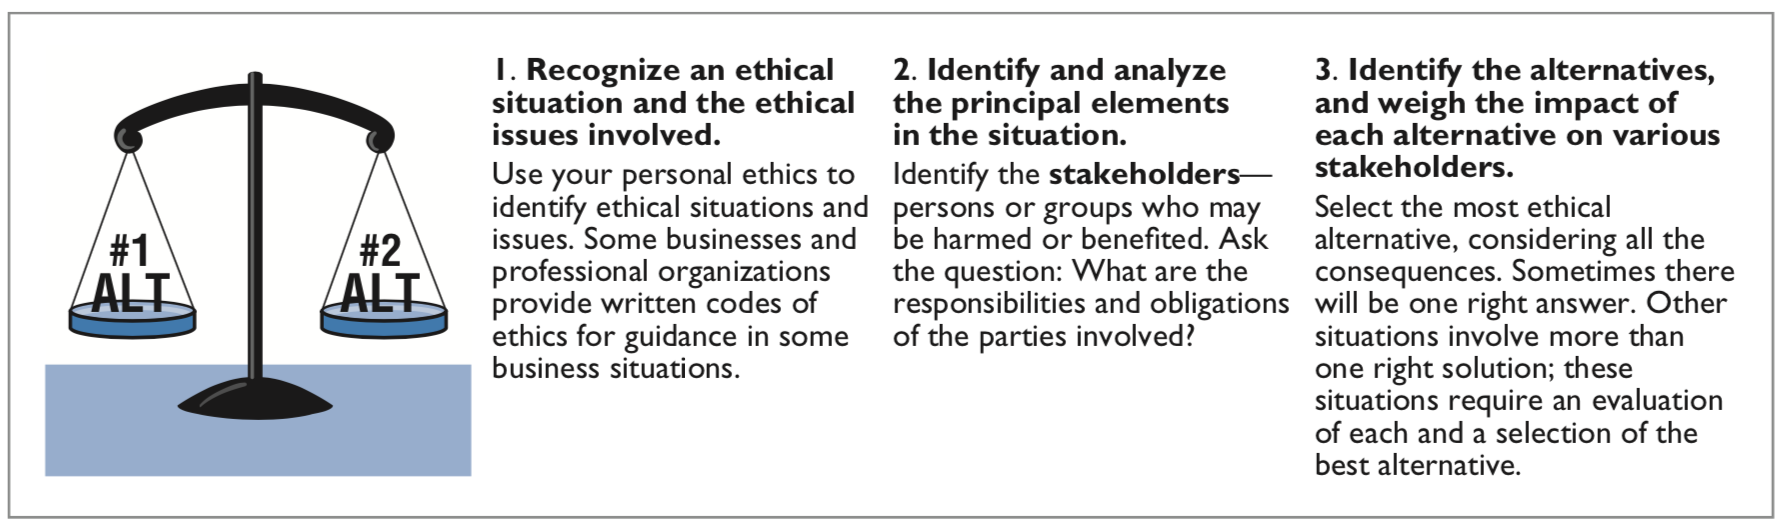 #1
ALT
#2
ALT
1. Recognize an ethical
situation and the ethical
issues involved.
Use your personal ethics to
identify ethical situations and
issues. Some businesses and
professional organizations
provide written codes of
ethics for guidance in some
business situations.
2. Identify and analyze
the principal elements
in the situation.
Identify the stakeholders—
persons or groups who may
be harmed or benefited. Ask
the question: What are the
responsibilities and obligations
of the parties involved?
3. Identify the alternatives,
and weigh the impact of
each alternative on various
stakeholders.
Select the most ethical
alternative, considering all the
consequences. Sometimes there
will be one right answer. Other
situations involve more than
one right solution; these
situations require an evaluation
of each and a selection of the
best alternative.